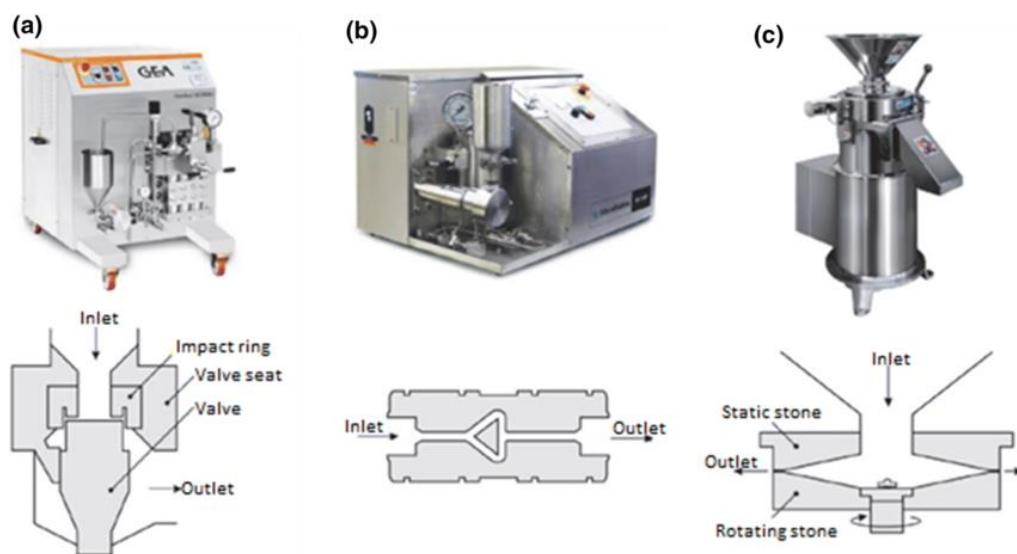 (a)
(b)
(c)
GEA
Inlet
Impact ring
Valve seat
Valve
Outlet
Inlet
Outlet
Inlet
Static stone
Outlet
Rotating stone